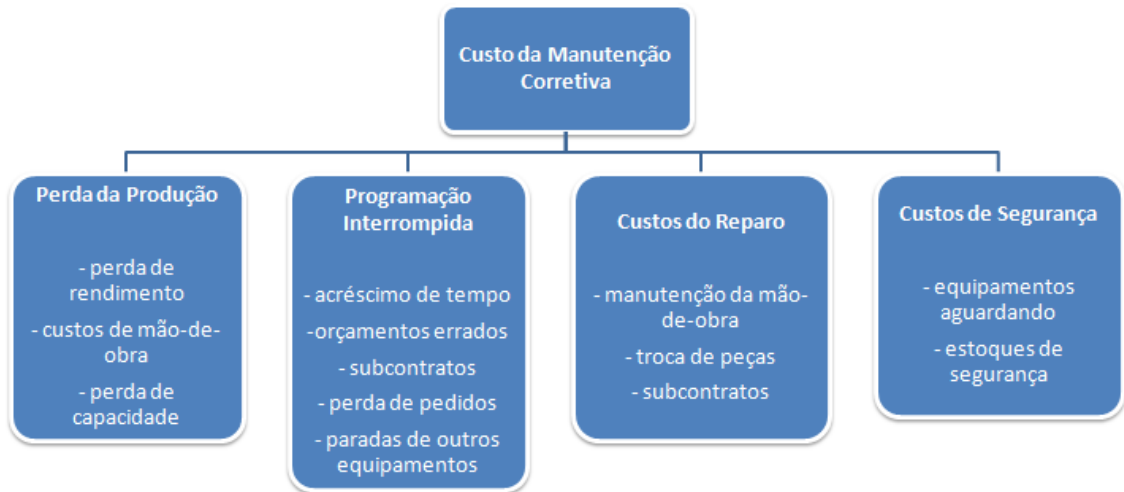 Custo da Manutenção
Corretiva
Perda da Produção
- perda de
rendimento
- custos de mão-de-
obra
- perda de
capacidade
Programação
Interrompida
- acréscimo de tempo
- orçamentos errados
- subcontratos
- perda de pedidos
- paradas de outros
equipamentos
Custos do Reparo
- manutenção da mão-
de-obra
- troca de peças
- subcontratos
Custos de Segurança
- equipamentos
aguardando
- estoques de
segurança